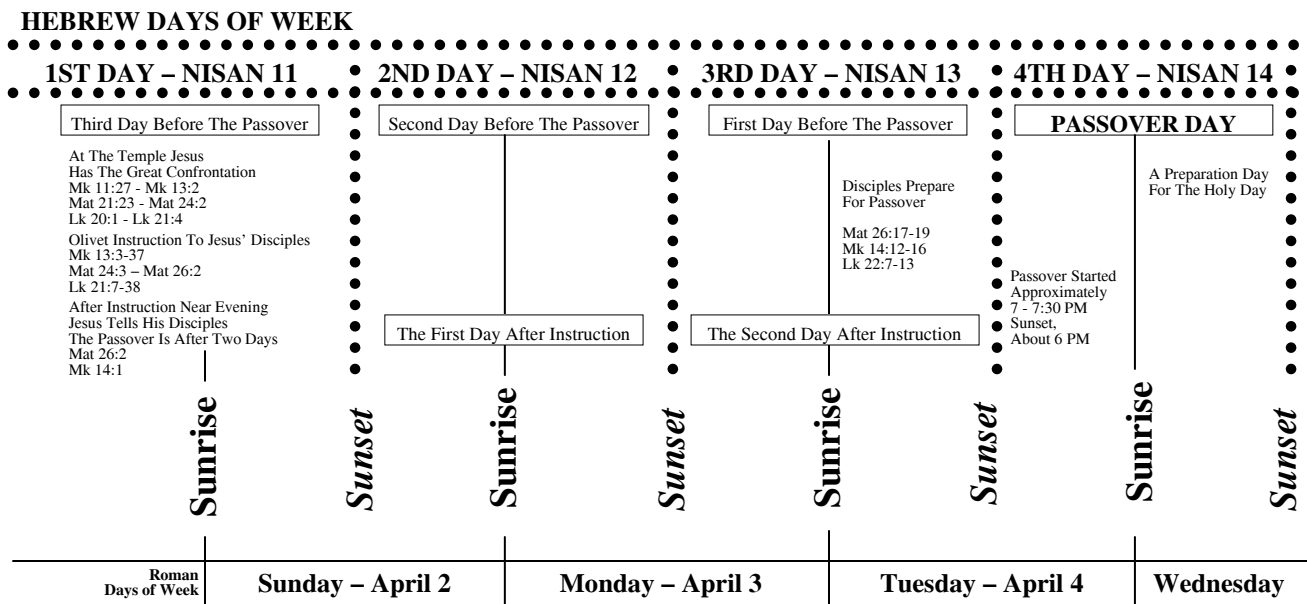 HEBREW DAYS OF WEEK
1ST DAY – NISAN 11
2ND DAY – NISAN 12
3RD DAY – NISAN 13
4TH DAY – NISAN 14
Third Day Before The Passover
Second Day Before The Passover
First Day Before The Passover
PASSOVER DAY
At The Temple Jesus
Has The Great Confrontation
Mk 11:27 - Mk 13:2
Mat 21:23 - Mat 24:2
Lk 20:1 - Lk 21:4
Olivet Instruction To Jesus' Disciples
Mk 13:3-37
Mat 24:3 – Mat 26:2
Lk 21:7-38
After Instruction Near Evening
Jesus Tells His Disciples
The Passover Is After Two Days
Mat 26:2
Mk 14:1
The First Day After Instruction
Disciples Prepare
For Passover
Mat 26:17-19
Mk 14:12-16
Lk 22:7-13
The Second Day After Instruction
A Preparation Day
For The Holy Day
Passover Started
Approximately
7 - 7:30 PM
Sunset,
About 6 PM
Sunrise
Sunset
Sunrise
Sunset
Sunrise
Sunset
Sunrise
Sunset
Roman
Days of Week
Sunday – April 2
Monday – April 3
Tuesday – April 4
Wednesday